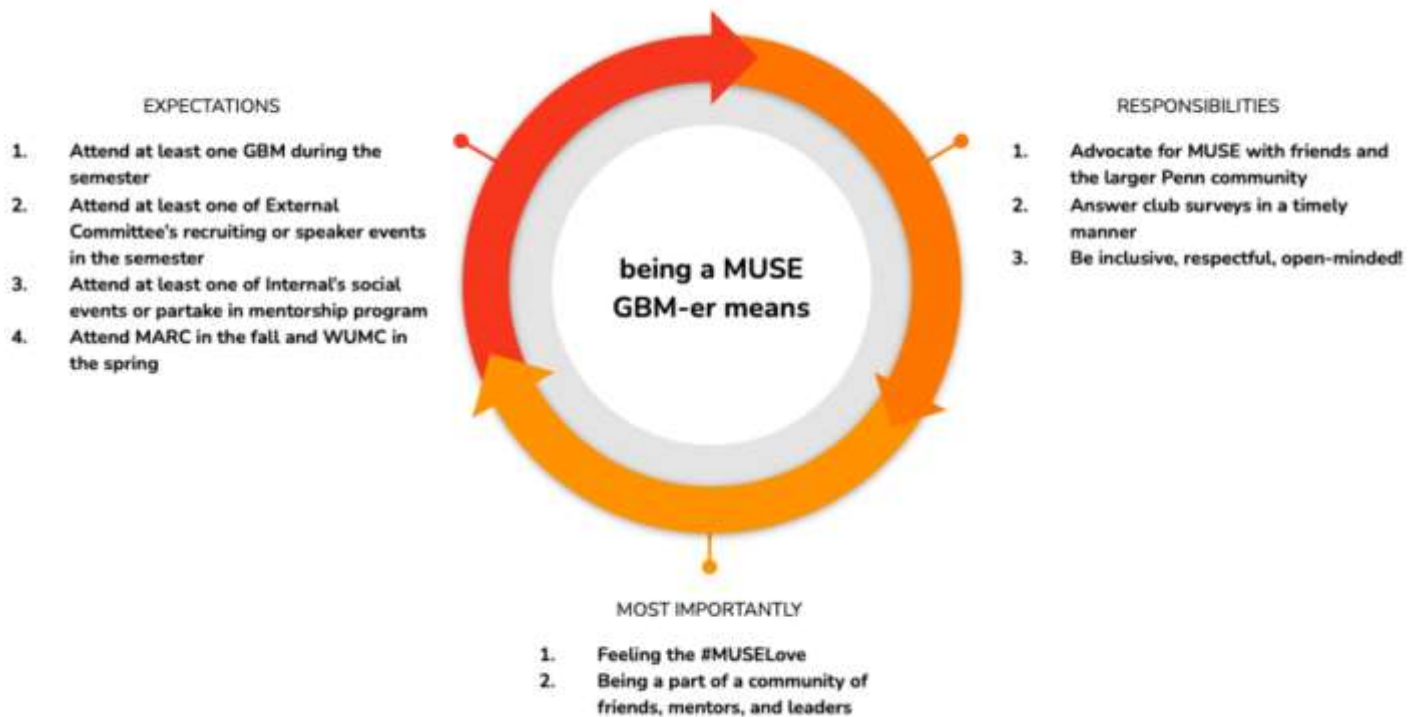 EXPECTATIONS
1. Attend at least one GBM during the
semester
2. Attend at least one of External
Committee's recruiting or speaker events
in the semester
3. Attend at least one of Internal's social
events or partake in mentorship program
4. Attend MARC in the fall and WUMC in
the spring
being a MUSE
GBM-er means
RESPONSIBILITIES
1. Advocate for MUSE with friends and
the larger Penn community
2. Answer club surveys in a timely
manner
3. Be inclusive, respectful, open-minded!
MOST IMPORTANTLY
1. Feeling the #MUSELove
2. Being a part of a community of
friends, mentors, and leaders